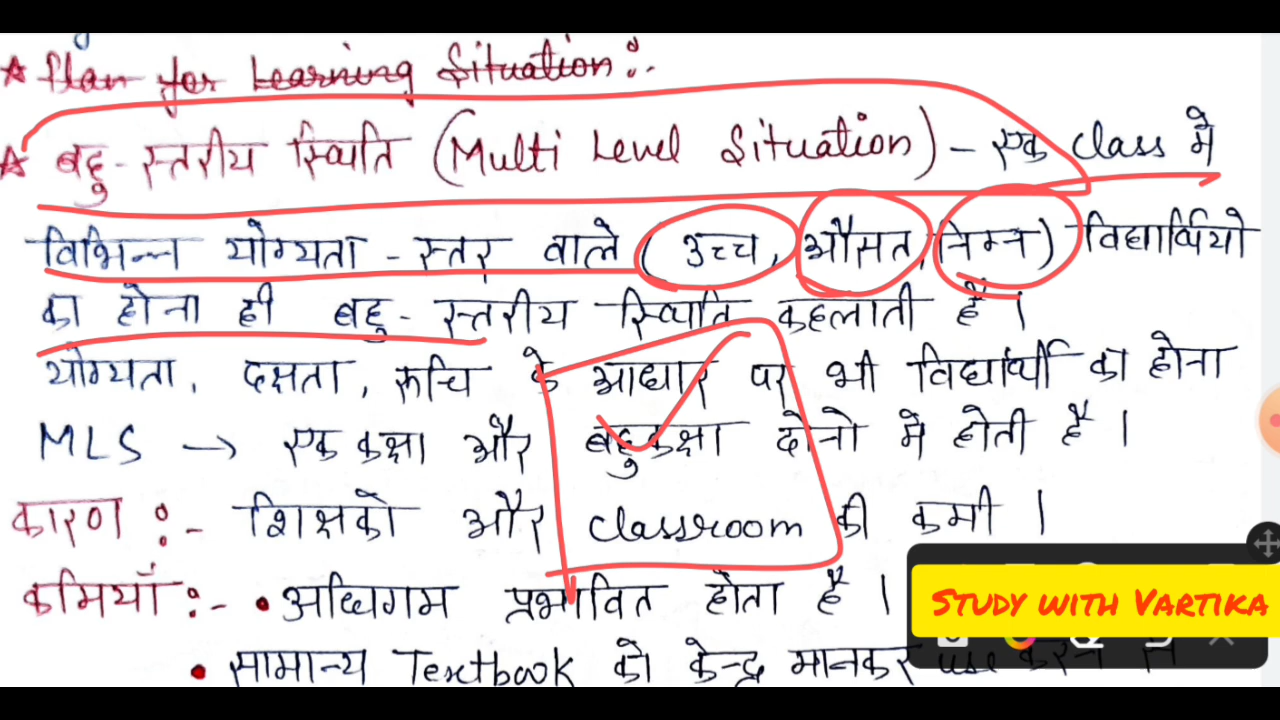 ★ Plan for Learning Situation:-
★ बहु-स्तरीय स्थिति (Multi Level Situation) - एक class में
विभिन्न योग्यता-स्तर वाले (उच्च, औसत, निम्न) विद्यार्थियो
का होना ही बहु-स्तरीय स्थिति कहलाती है।
योग्यता, दक्षता, रूचि के आधार पर भी विद्यार्थी का होना
MLS → एक कक्षा और बहुकक्षा दोनो मे होती है।
कारण :- शिक्षको और classroom की कमी।
कमियाँ :- • अधिगम प्रभावित होता है।
• सामान्य Textbook को केन्द्र मानकर use करने से
STUDY WITH VARTIKA